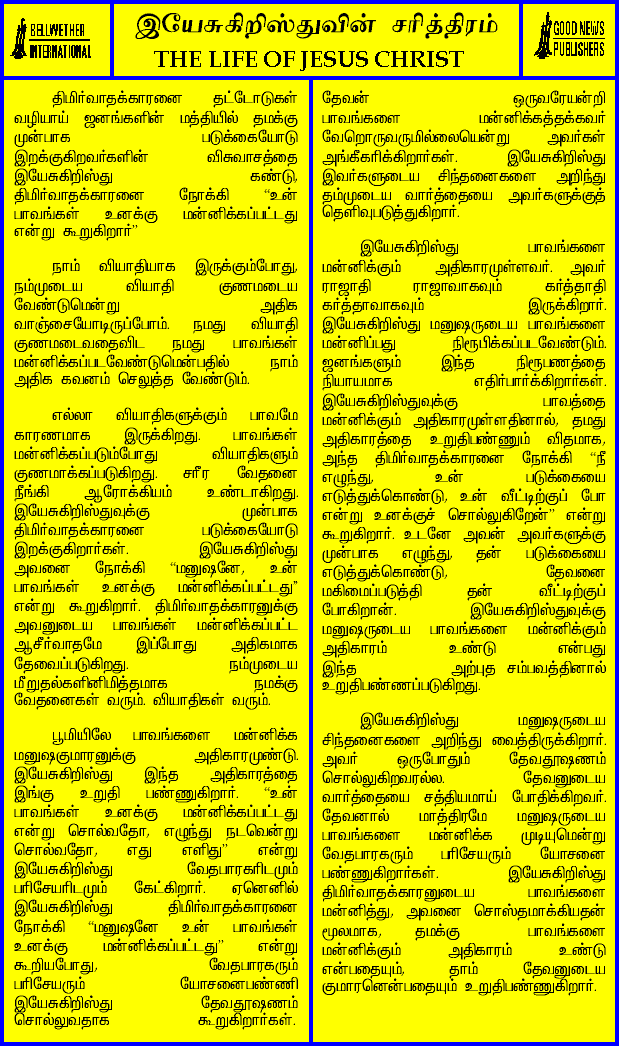 BELLWETHER
INTERNATIONAL
இயேசுகிறிஸ்துவின் சரித்திரம்
THE LIFE OF JESUS CHRIST
GOOD NEWS
PUBLISHERS
திமிர்வாதக்காரனை தட்டோடுகள்
வழியாய் ஜனங்களின் மத்தியில் தமக்கு
முன்பாக படுக்கையோடு
இறக்குகிறவர்களின் விசுவாசத்தை
இயேசுகிறிஸ்து கண்டு,
திமிர்வாதக்காரனை நோக்கி “உன்
பாவங்கள் உனக்கு மன்னிக்கப்பட்டது
என்று கூறுகிறார்”
நாம் வியாதியாக இருக்கும்போது,
நம்முடைய வியாதி குணமடைய
வேண்டுமென்று அதிக
வாஞ்சையோடிருப்போம். நமது வியாதி
குணமடைவதைவிட நமது பாவங்கள்
மன்னிக்கப்படவேண்டுமென்பதில் நாம்
அதிக கவனம் செலுத்த வேண்டும்.
எல்லா வியாதிகளுக்கும் பாவமே
காரணமாக இருக்கிறது. பாவங்கள்
மன்னிக்கப்படும்போது வியாதிகளும்
குணமாக்கப்படுகிறது. சரீர வேதனை
நீங்கி ஆரோக்கியம் உண்டாகிறது.
இயேசுகிறிஸ்துவுக்கு முன்பாக
திமிர்வாதக்காரனை படுக்கையோடு
இறக்குகிறார்கள். இயேசுகிறிஸ்து
அவனை நோக்கி “மனுஷனே, உன்
பாவங்கள் உனக்கு மன்னிக்கப்பட்டது”
என்று கூறுகிறார். திமிர்வாதக்காரனுக்கு
அவனுடைய பாவங்கள் மன்னிக்கப்பட்ட
ஆசீர்வாதமே இப்போது அதிகமாக
தேவைப்படுகிறது. நம்முடைய
மீறுதல்களினிமித்தமாக நமக்கு
வேதனைகள் வரும். வியாதிகள் வரும்.
பூமியிலே பாவங்களை மன்னிக்க
மனுஷகுமாரனுக்கு அதிகாரமுண்டு.
இயேசுகிறிஸ்து இந்த அதிகாரத்தை
இங்கு உறுதி பண்ணுகிறார். “உன்
பாவங்கள் உனக்கு மன்னிக்கப்பட்டது
என்று சொல்வதோ, எழுந்து நடவென்று
சொல்வதோ, எது எளிது” என்று
இயேசுகிறிஸ்து வேதபாரகரிடமும்
பரிசேயரிடமும் கேட்கிறார். ஏனெனில்
இயேசுகிறிஸ்து திமிர்வாதக்காரனை
நோக்கி “மனுஷனே உன் பாவங்கள்
உனக்கு மன்னிக்கப்பட்டது” என்று
கூறியபோது, வேதபாரகரும்
பரிசேயரும் யோசனைபண்ணி
இயேசுகிறிஸ்து தேவதூஷணம்
சொல்லுவதாக கூறுகிறார்கள்.
தேவன் ஒருவரேயன்றி
பாவங்களை மன்னிக்கத்தக்கவர்
வேறொருவருமில்லையென்று அவர்கள்
அங்கீகரிக்கிறார்கள். இயேசுகிறிஸ்து
இவர்களுடைய சிந்தனைகளை அறிந்து
தம்முடைய வார்த்தையை அவர்களுக்குத்
தெளிவுபடுத்துகிறார்.
இயேசுகிறிஸ்து பாவங்களை
மன்னிக்கும் அதிகாரமுள்ளவர். அவர்
ராஜாதி ராஜாவாகவும் கர்த்தாதி
கர்த்தாவாகவும் இருக்கிறார்.
இயேசுகிறிஸ்து மனுஷருடைய பாவங்களை
மன்னிப்பது நிரூபிக்கப்படவேண்டும்.
ஜனங்களும் இந்த நிரூபணத்தை
நியாயமாக எதிர்பார்க்கிறார்கள்.
இயேசுகிறிஸ்துவுக்கு பாவத்தை
மன்னிக்கும் அதிகாரமுள்ளதினால், தமது
அதிகாரத்தை உறுதிபண்ணும் விதமாக,
அந்த திமிர்வாதக்காரனை நோக்கி “நீ
எழுந்து, உன் படுக்கையை
எடுத்துக்கொண்டு, உன் வீட்டிற்குப் போ
என்று உனக்குச் சொல்லுகிறேன்” என்று
கூறுகிறார். உடனே அவன் அவர்களுக்கு
முன்பாக எழுந்து, தன் படுக்கையை
எடுத்துக்கொண்டு, தேவனை
மகிமைப்படுத்தி தன் வீட்டிற்குப்
போகிறான். இயேசுகிறிஸ்துவுக்கு
மனுஷருடைய பாவங்களை மன்னிக்கும்
அதிகாரம் உண்டு என்பது
இந்த அற்புத சம்பவத்தினால்
உறுதிபண்ணப்படுகிறது.
இயேசுகிறிஸ்து மனுஷருடைய
சிந்தனைகளை அறிந்து வைத்திருக்கிறார்.
அவர் ஒருபோதும் தேவதூஷணம்
சொல்லுகிறவரல்ல. தேவனுடைய
வார்த்தையை சத்தியமாய் போதிக்கிறவர்.
தேவனால் மாத்திரமே மனுஷருடைய
பாவங்களை மன்னிக்க முடியுமென்று
வேதபாரகரும் பரிசேயரும் யோசனை
பண்ணுகிறார்கள். இயேசுகிறிஸ்து
திமிர்வாதக்காரனுடைய பாவங்களை
மன்னித்து, அவனை சொஸ்தமாக்கியதன்
மூலமாக, தமக்கு பாவங்களை
மன்னிக்கும் அதிகாரம் உண்டு
என்பதையும், தாம் தேவனுடைய
குமாரனென்பதையும் உறுதிபண்ணுகிறார்.